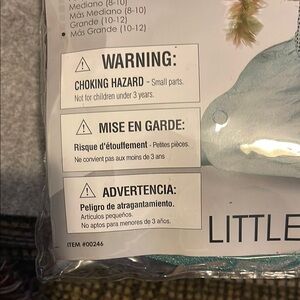 Mediano (8-10)
Más Mediano (8-10)
Grande (10-12)
Más Grande (10-12)
WARNING:
CHOKING HAZARD - Small parts.
Not for children under 3 years.
MISE EN GARDE:
Risque d'étouffement - Petites pièces.
Ne convient pas aux moins de 3 ans
ADVERTENCIA:
Peligro de atragantamiento.
Artículos pequeños.
No aptos para menores de 3 años.
LITTLE
ITEM #00246